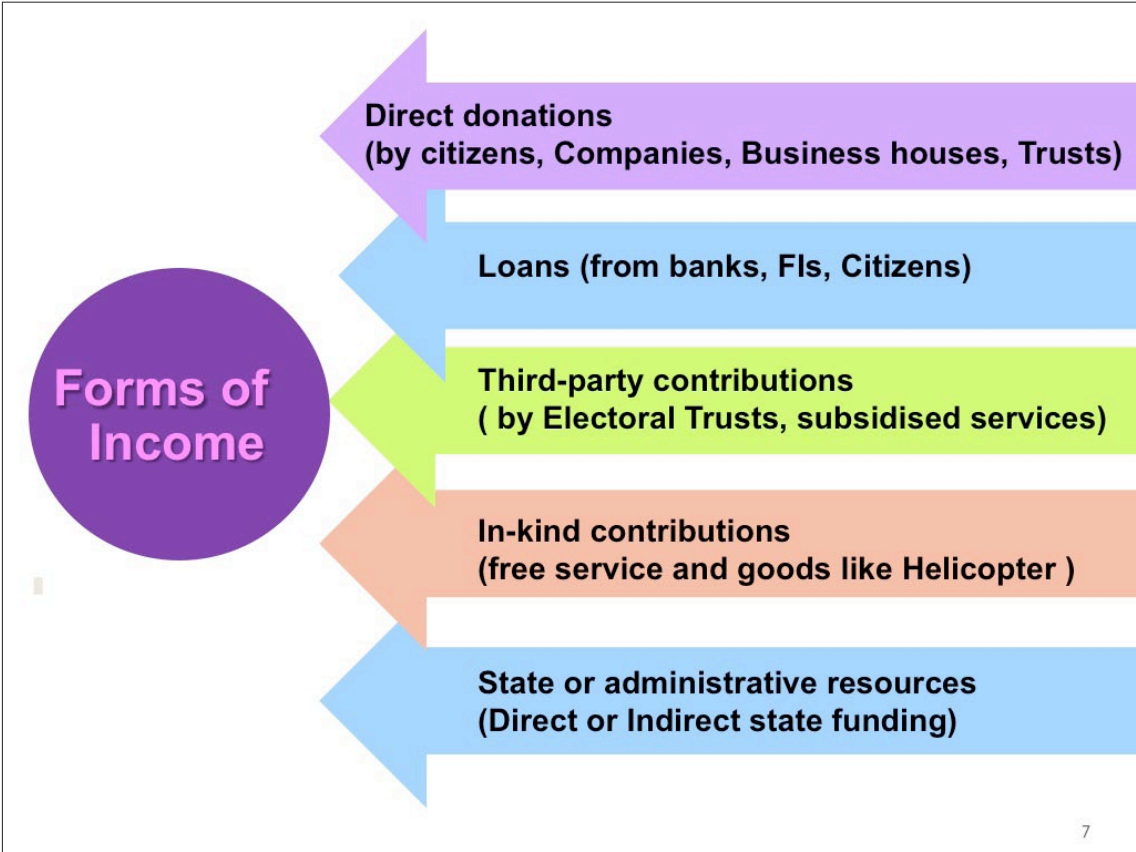 Direct donations
(by citizens, Companies, Business houses, Trusts)
Loans (from banks, FIs, Citizens)
Forms of
Income
Third-party contributions
( by Electoral Trusts, subsidised services)
In-kind contributions
(free service and goods like Helicopter )
State or administrative resources
(Direct or Indirect state funding)
7